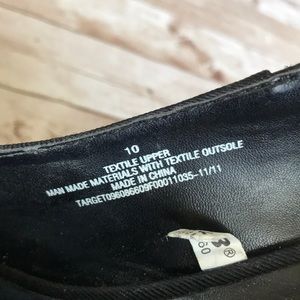 10
TEXTILE UPPER
MAN MADE MATERIALS WITH TEXTILE OUTSOLE
MADE IN CHINA
TARGET096086609F00011035-11/11